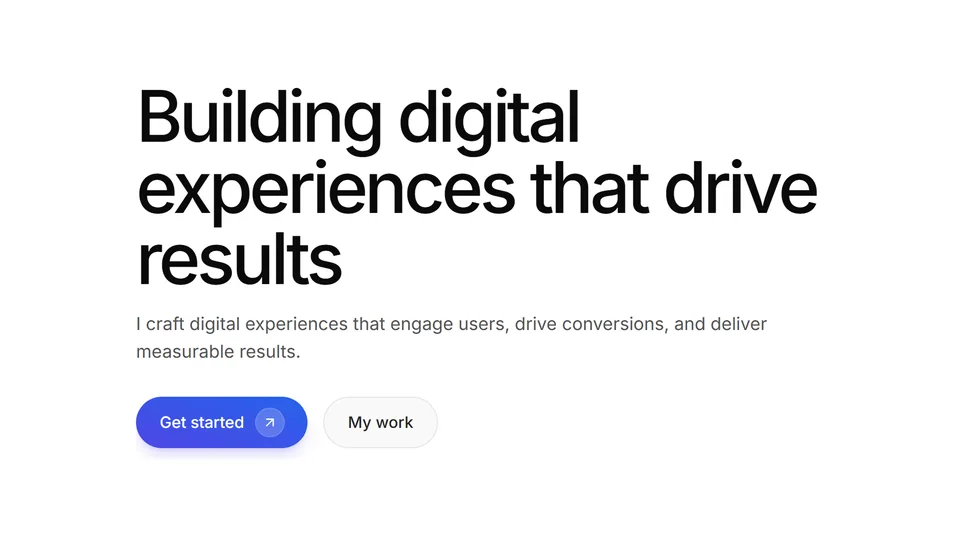 Building digital
experiences that drive
results
I craft digital experiences that engage users, drive conversions, and deliver
measurable results.
Get started
My work